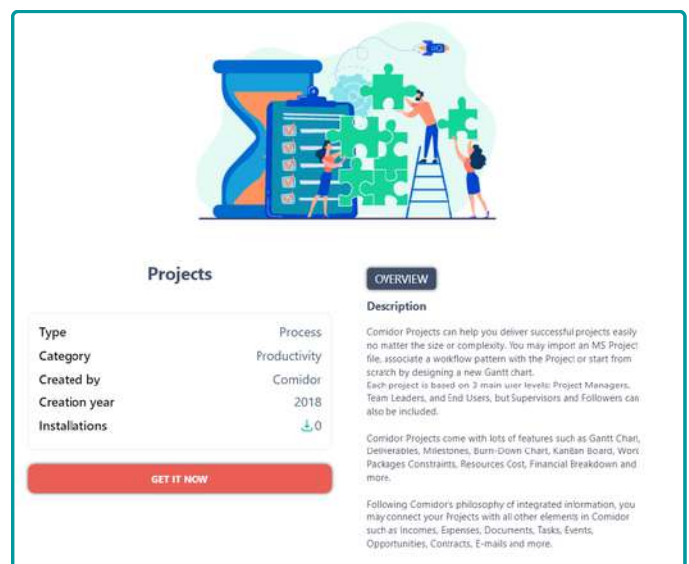 Projects
Type Process
Category Productivity
Created by Comidor
Creation year 2018
Installations 0
GET IT NOW
OVERVIEW
Description
Comidor Projects can help you deliver successful projects easily
no matter the size or complexity. You may import an MS Project
file, associate a workflow pattern with the Project or start from
scratch by designing a new Gantt chart.
Each project is based on 3 main user levels: Project Managers,
Team Leaders, and End Users, but Supervisors and Followers can
also be included.
Comidor Projects come with lots of features such as Gantt Chart,
Deliverables, Milestones, Burn-Down Chart, Kanban Board, Work
Packages Constraints, Resources Cost, Financial Breakdown and
more.
Following Comidor's philosophy of integrated information, you
may connect your Projects with all other elements in Comidor
such as Incomes, Expenses, Documents, Tasks, Events,
Opportunities, Contracts, E-mails and more.